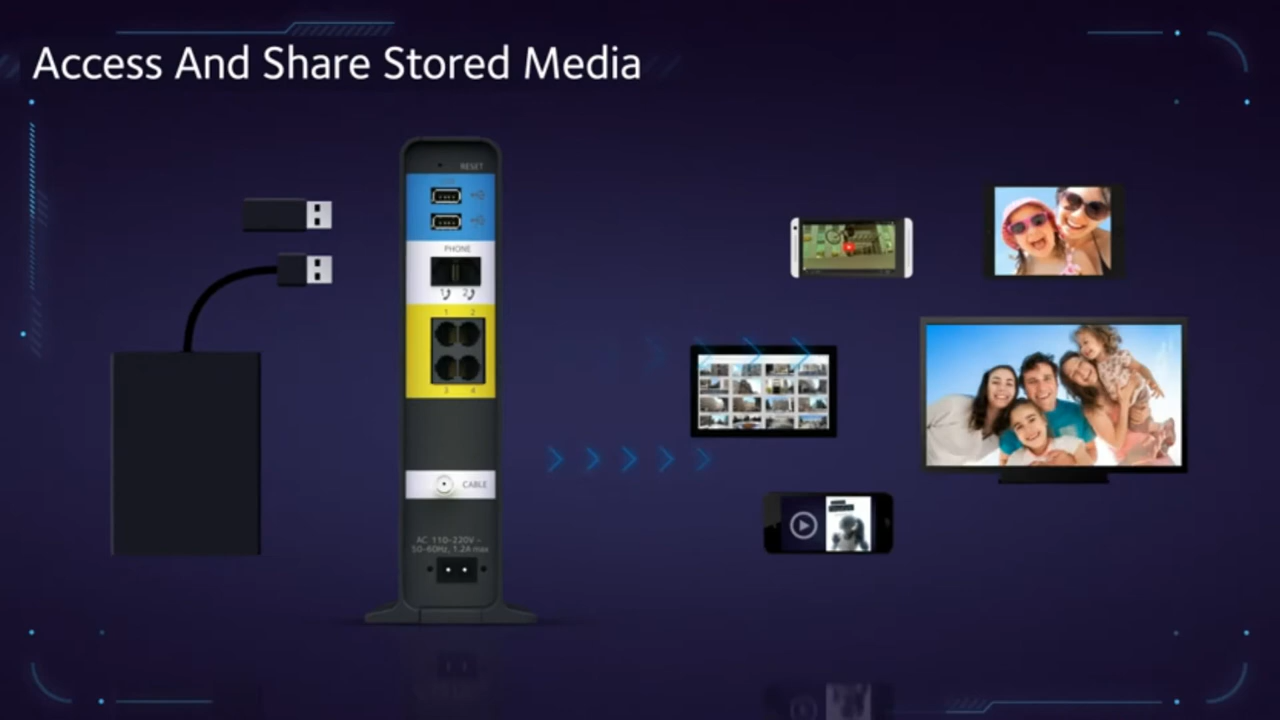 Access And Share Stored Media
RESET
PHONE
1 2
1 2
3 4
CABLE
AC 110-220V ~
50-60Hz, 1.2A max